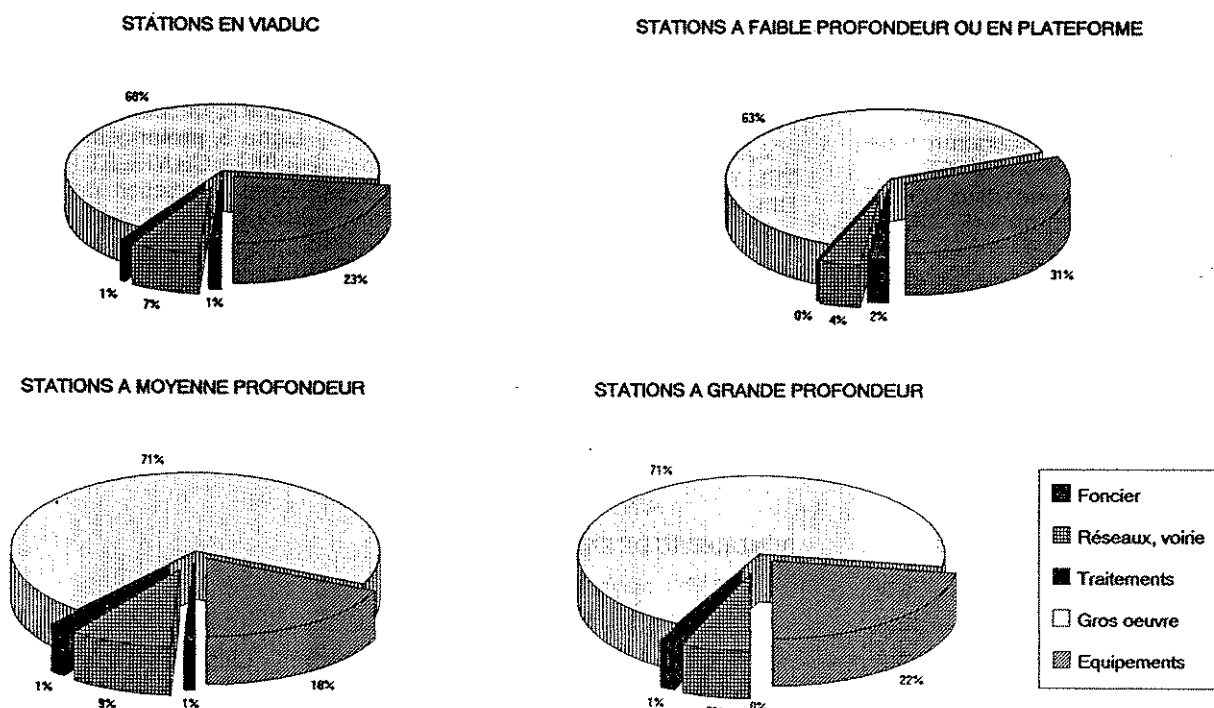 STATIONS EN VIADUC
68%
1%
7%
1%
23%
STATIONS A FAIBLE PROFONDEUR OU EN PLATEFORME
63%
0%
4%
2%
31%
STATIONS A MOYENNE PROFONDEUR
71%
1%
9%
1%
18%
STATIONS A GRANDE PROFONDEUR
71%
1%
0%
22%
Foncier
Réseaux, voirie
Traitements
Gros oeuvre
Equipements